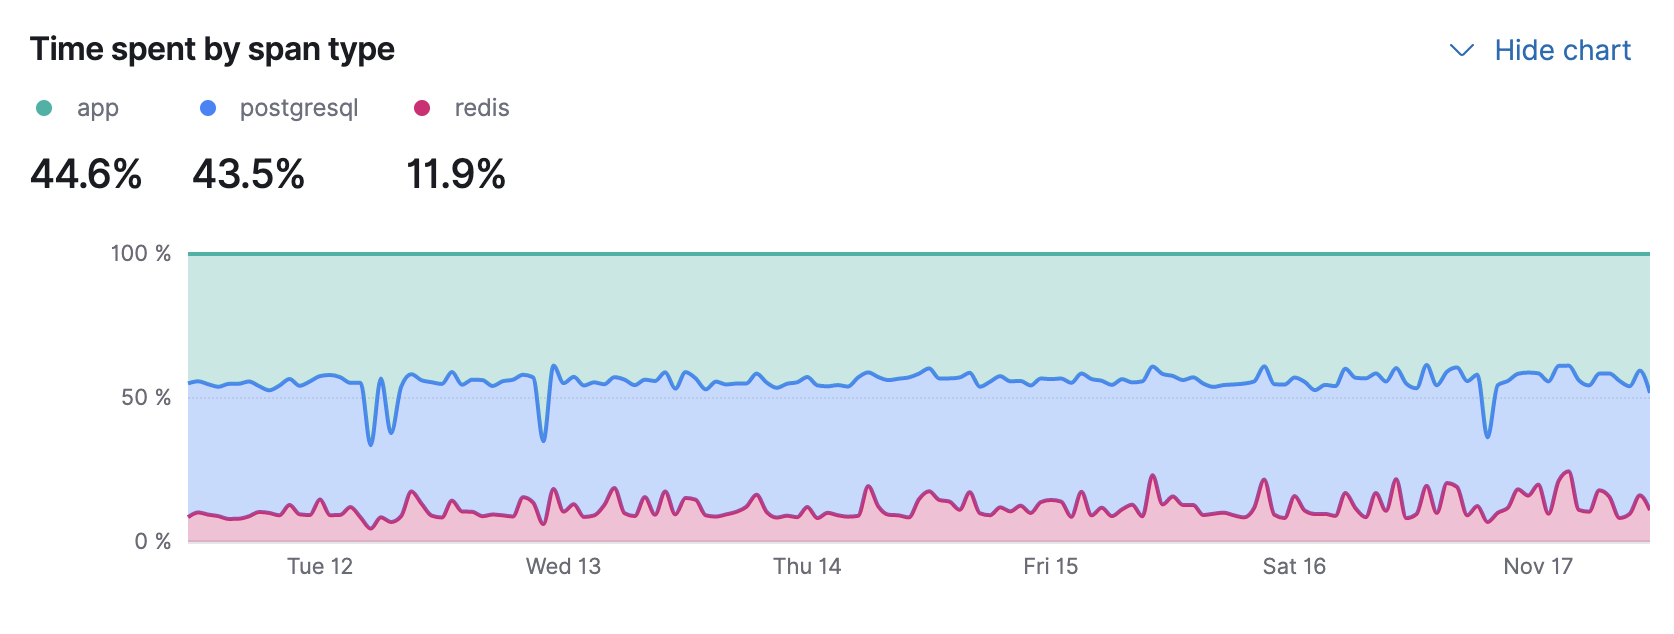 Time spent by span type
Hide chart
app postgresql redis
44.6% 43.5% 11.9%
100 %
50 %
0 %
Tue 12 Wed 13 Thu 14 Fri 15 Sat 16 Nov 17